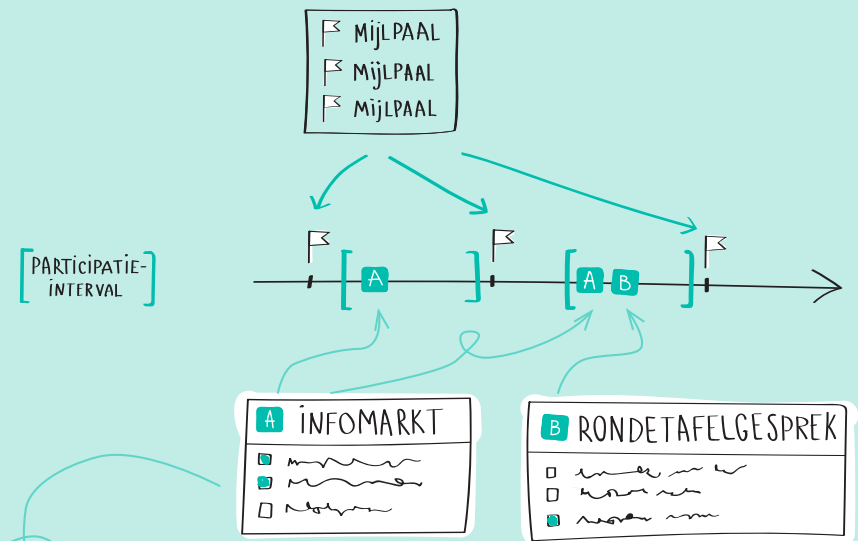 MIJLPAAL
MIJLPAAL
MIJLPAAL
[PARTICIPATIE-
INTERVAL]
[A]
[A B]
A INFOMARKT
B RONDETAFELGESPREK